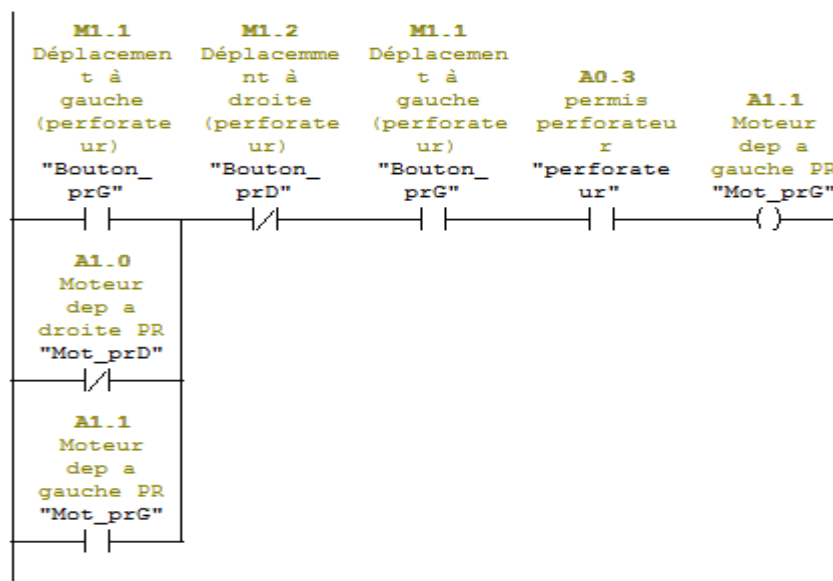 M1.1
Déplacemen
t à
gauche
(perforate
ur)
"Bouton_
prG"
M1.2
Déplacemme
nt à
droite
(perforate
ur)
"Bouton_
prD"
M1.1
Déplacemen
t à
gauche
(perforate
ur)
"Bouton_
prG"
A0.3
permis
perforateu
r
"perforate
ur"
A1.1
Moteur
dep a
gauche PR
"Mot_prG"
A1.0
Moteur
dep a
droite PR
"Mot_prD"
A1.1
Moteur
dep a
gauche PR
"Mot_prG"